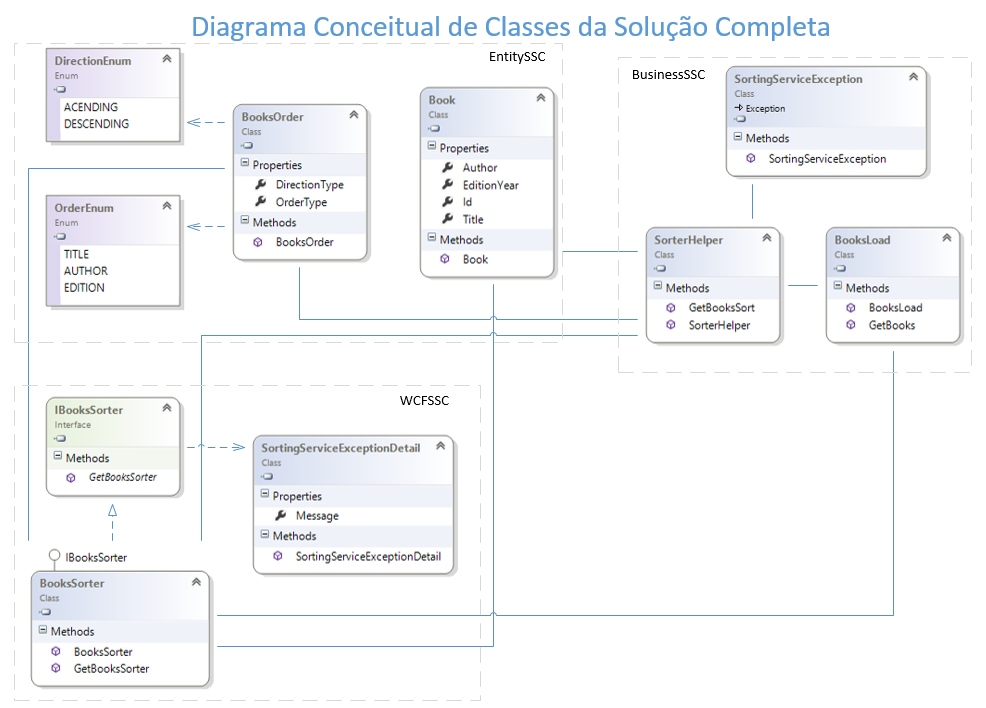 Diagrama Conceitual de Classes da Solução Completa
EntitySSC
DirectionEnum
Enum
ACENDING
DESCENDING
BooksOrder
Class
Properties
DirectionType
OrderType
Methods
BooksOrder
Book
Class
Properties
Author
EditionYear
Id
Title
Methods
Book
OrderEnum
Enum
TITLE
AUTHOR
EDITION
BusinessSSC
SortingServiceException
Class
Exception
Methods
SortingServiceException
SorterHelper
Class
Methods
GetBooksSort
SorterHelper
BooksLoad
Class
Methods
BooksLoad
GetBooks
WCFSSC
IBooksSorter
Interface
Methods
GetBooksSorter
SortingServiceExceptionDetail
Class
Properties
Message
Methods
SortingServiceExceptionDetail
IBooksSorter
BooksSorter
Class
Methods
BooksSorter
GetBooksSorter